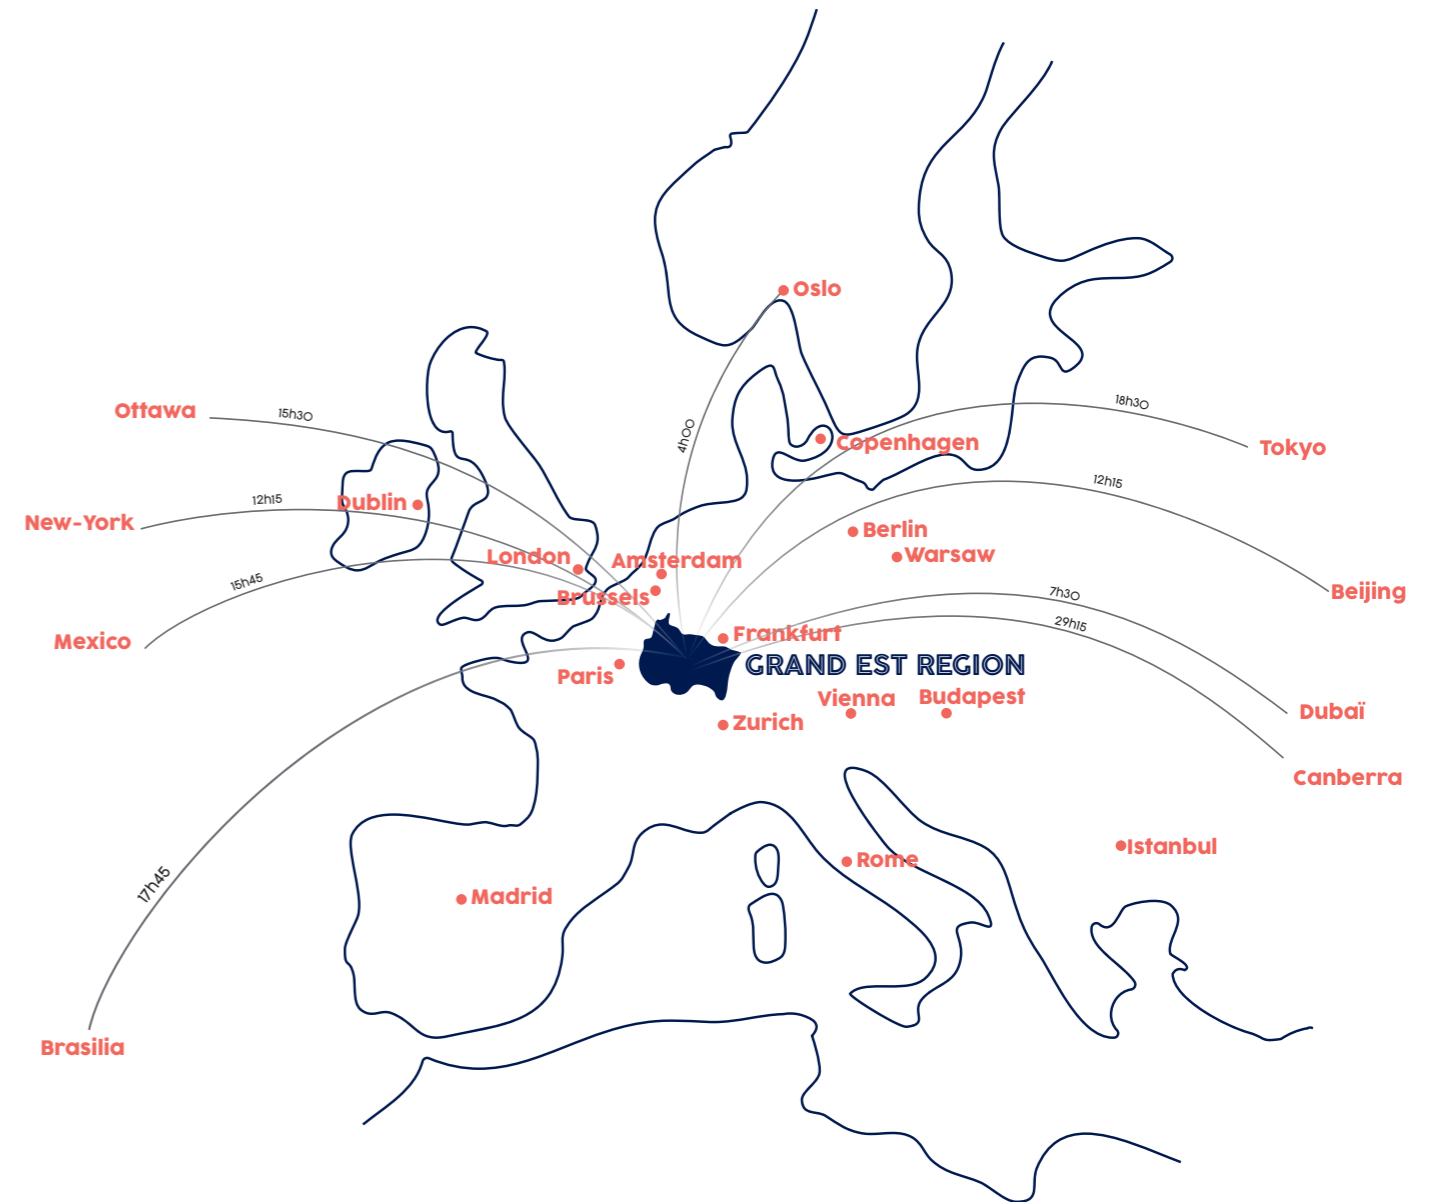 Oslo
Ottawa
15h30
4h00
18h30
Copenhagen
Tokyo
12h15
Dublin
New-York
12h15
Berlin
London
Amsterdam
Warsaw
15h45
Brussels
7h30
Beijing
29h15
Mexico
Frankfurt
Paris
GRAND EST REGION
Vienna
Budapest
Zurich
Dubaï
Canberra
Istanbul
Rome
17h45
Madrid
Brasilia